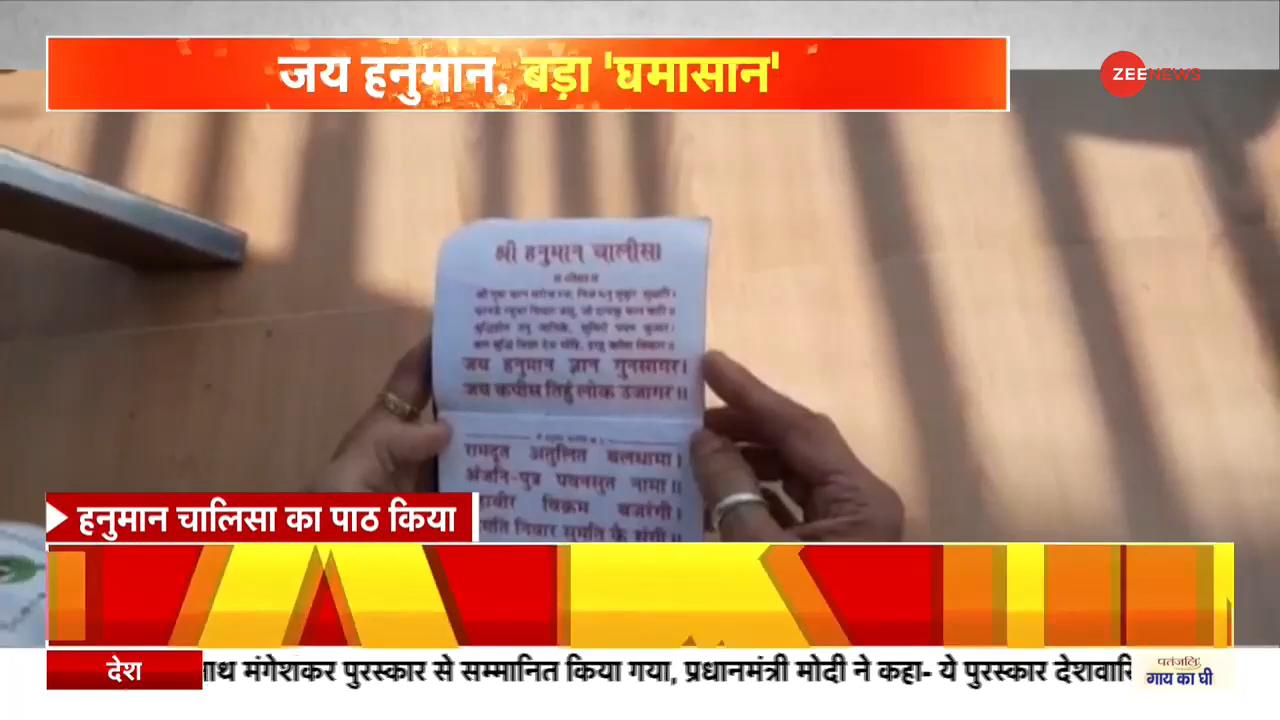 जय हनुमान, बड़ा 'घमासान'
ZEE NEWS
श्री हनुमान चालीसा
जय हनुमान ज्ञान गुनसागर।
जय कपीस तिहुँ लोक उजागर॥
रामदूत अतुलित बलधामा।
अंजनि-पुत्र पवनसुत नामा॥
विक्रम बजरंगी।
निवार सुमति के संगी॥
हनुमान चालिसा का पाठ किया
देश
नाथ मंगेशकर पुरस्कार से सम्मानित किया गया, प्रधानमंत्री मोदी ने कहा- ये पुरस्कार देशवासि
पतंजलि
गाय का घी